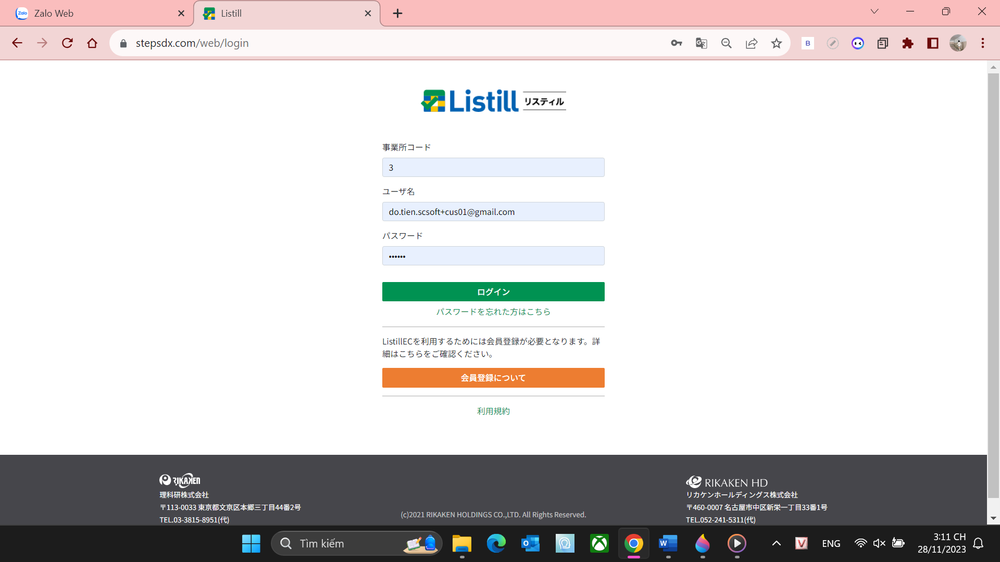 Zalo Web
Listill
stepsdx.com/web/login
Listill リスティル
事業所コード
3
ユーザ名
do.tien.scsoft+cus01@gmail.com
パスワード
ログイン
パスワードを忘れた方はこちら
ListillECを利用するためには会員登録が必要となります。詳
細はこちらをご確認ください。
会員登録について
利用規約
RIKAKEN
理科研株式会社
〒113-0033 東京都文京区本郷三丁目44番2号
TEL.03-3815-8951(代)
(c)2021 RIKAKEN HOLDINGS CO.,LTD. All Rights Reserved.
RIKAKEN HD
リカケンホールディングス株式会社
〒460-0007 名古屋市中区新栄一丁目33番1号
TEL.052-241-5311(代)
Tìm kiếm
ENG
3:11 CH
28/11/2023